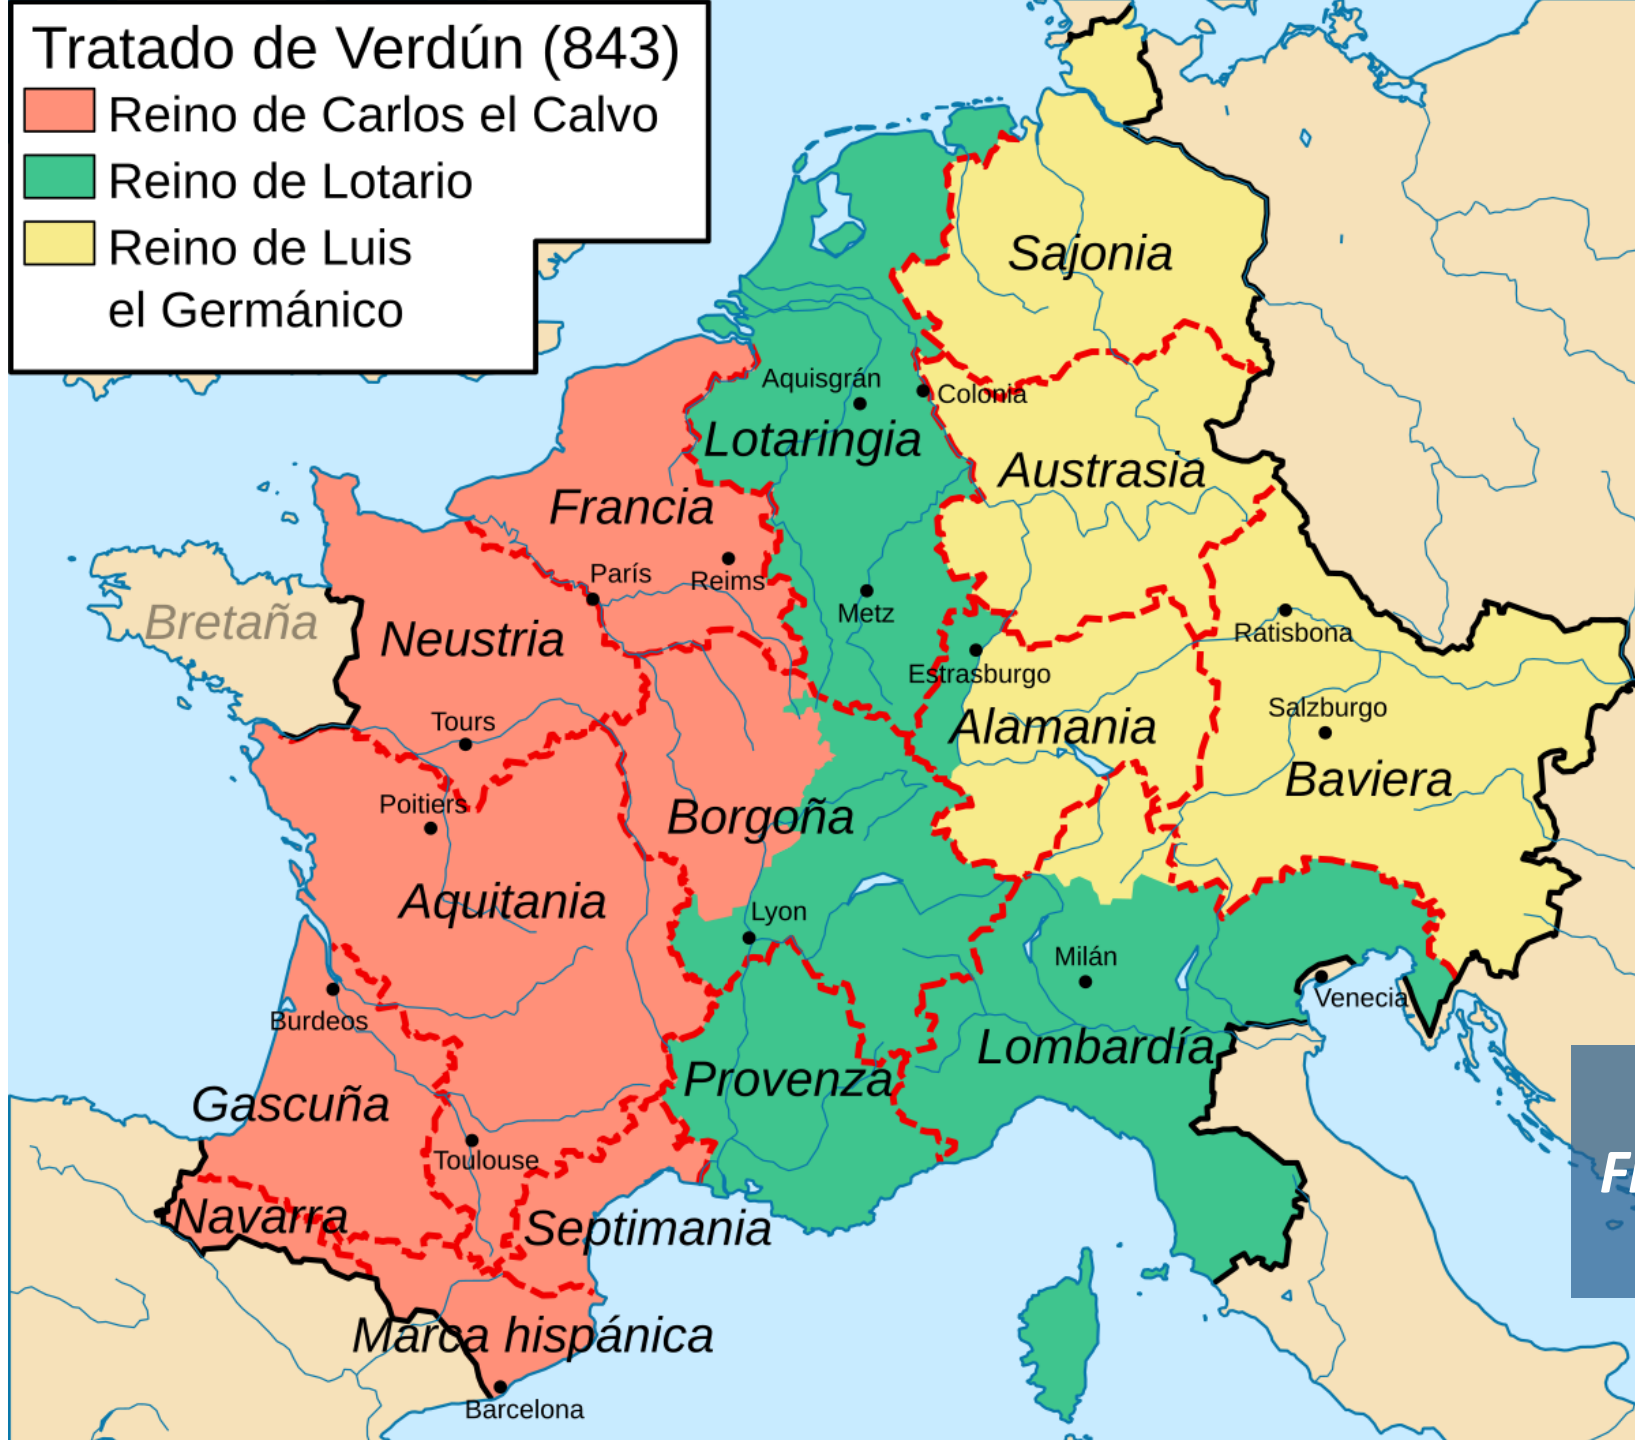 Tratado de Verdún (843)
Reino de Carlos el Calvo
Reino de Lotario
Reino de Luis
el Germánico
Sajonia
Aquisgrán
Colonia
Lotaringia
Austrasia
Francia
París
Reims
Metz
Bretaña
Neustria
Ratisbona
Estrasburgo
Tours
Alamania
Salzburgo
Baviera
Poitiers
Borgoña
Aquitania
Lyon
Milán
Venecia
Burdeos
Lombardía
Provenza
Gascuña
Toulouse
Navarra
Septimania
Marca hispánica
Barcelona